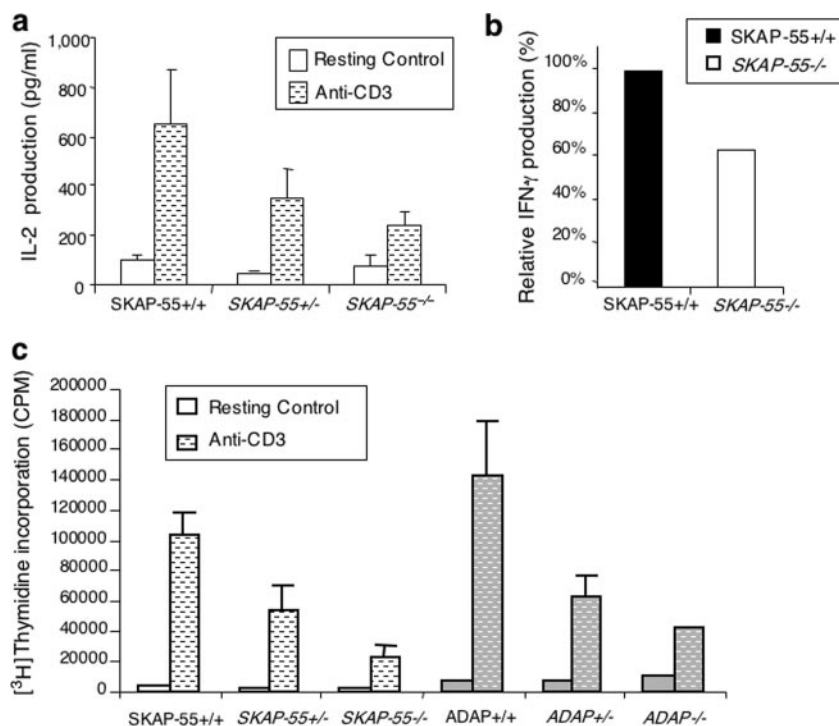 a
1,000
800
600
400
200
0
IL-2 production (pg/ml)
Resting Control
Anti-CD3
SKAP-55+/+ SKAP-55+/- SKAP-55-/-
b
SKAP-55+/+
SKAP-55-/-
100%
80%
60%
40%
20%
0%
Relative IFNγ production (%)
SKAP-55+/+ SKAP-55-/-
c
200000
180000
160000
140000
120000
100000
80000
60000
40000
20000
0
[³H]Thymidine incorporation (CPM)
Resting Control
Anti-CD3
SKAP-55+/+ SKAP-55+/- SKAP-55-/- ADAP+/+ ADAP+/- ADAP-/-